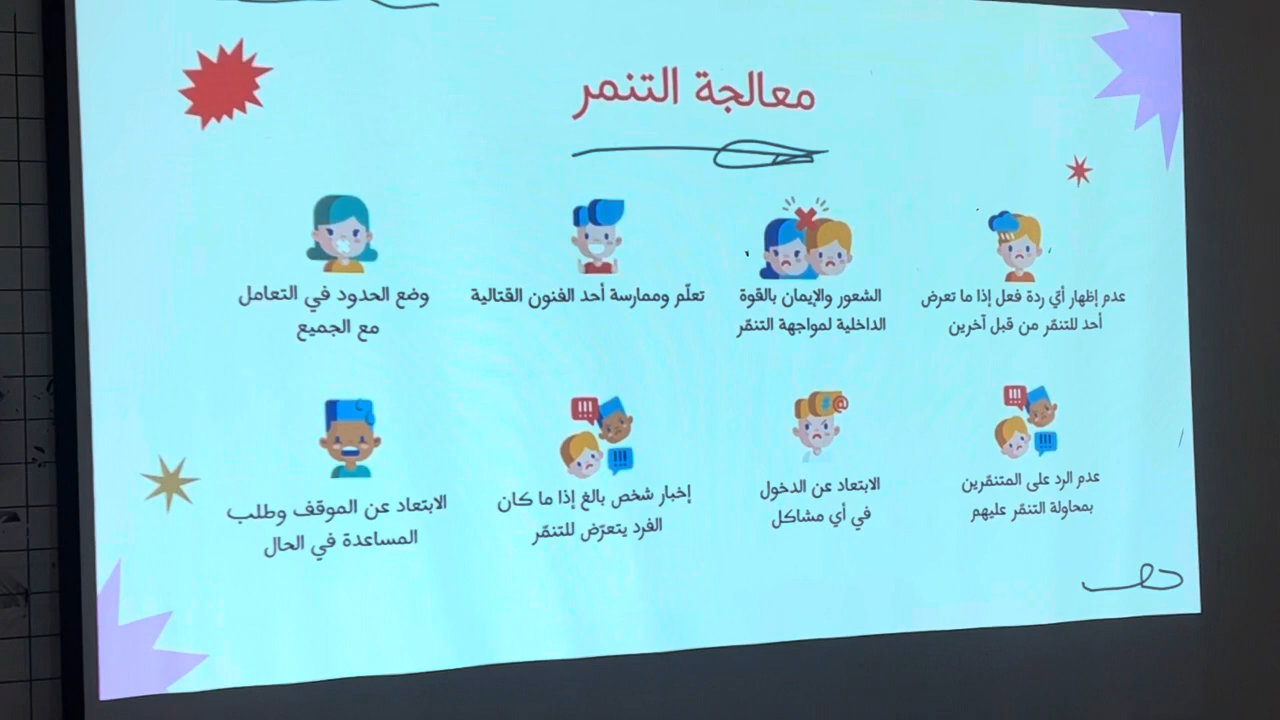 معالجة التنمر
عدم إظهار أيّ ردة فعل إذا ما تعرض
أحد للتنمّر من قبل آخرين
الشعور والإيمان بالقوة
الداخلية لمواجهة التنمّر
تعلّم وممارسة أحد الفنون القتالية
وضع الحدود في التعامل
مع الجميع
عدم الرد على المتنمّرين
بمحاولة التنمّر عليهم
الابتعاد عن الدخول
في أي مشاكل
إخبار شخص بالغ إذا ما كان
الفرد يتعرّض للتنمّر
الابتعاد عن الموقف وطلب
المساعدة في الحال